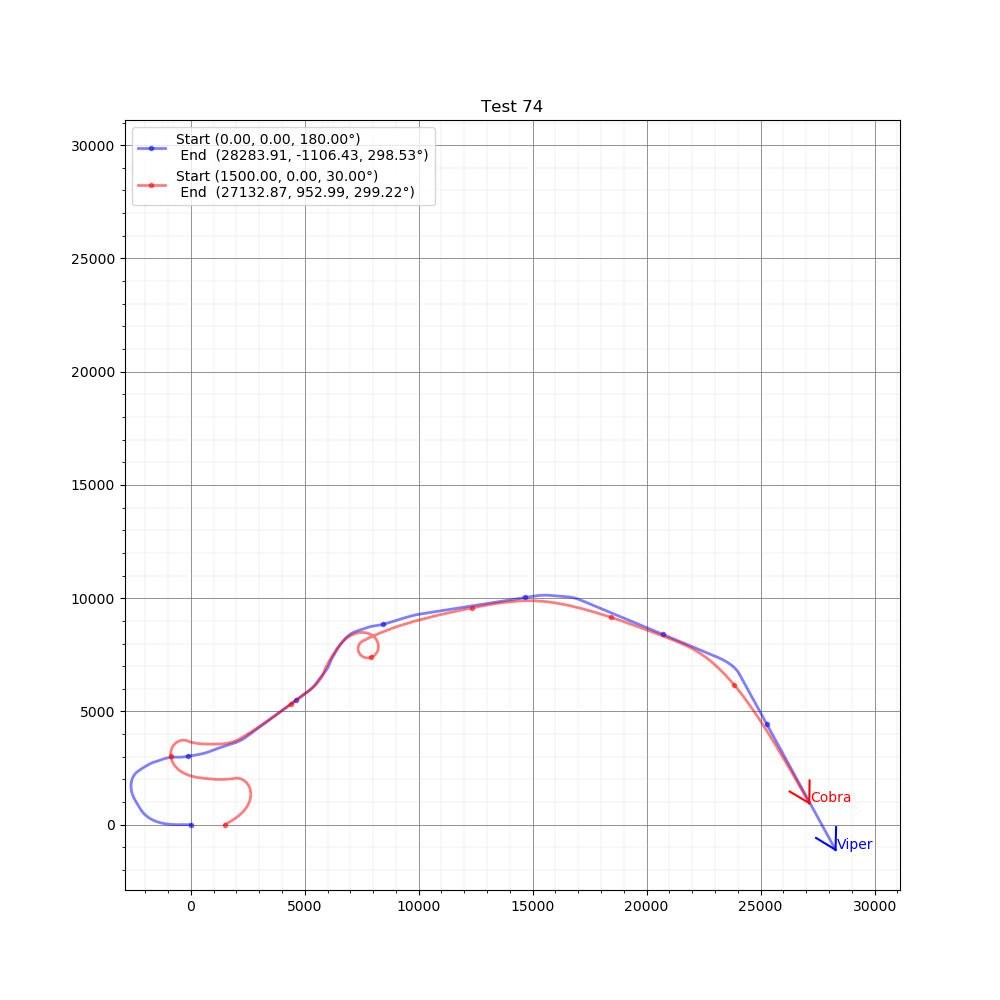 Test 74
Start (0.00, 0.00, 180.00°)
End (28283.91, -1106.43, 298.53°)
Start (1500.00, 0.00, 30.00°)
End (27132.87, 952.99, 299.22°)
30000
25000
20000
15000
10000
5000
0
Cobra
Viper
0 5000 10000 15000 20000 25000 30000